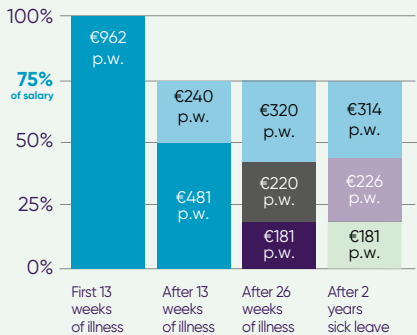 100%
75%
of salary
50%
25%
0%
€962
p.w.
€240
p.w.
€481
p.w.
€320
p.w.
€220
p.w.
€181
p.w.
€314
p.w.
€226
p.w.
€181
p.w.
First 13
weeks
of illness
After 13
weeks
of illness
After 26
weeks
of illness
After 2
years
sick leave